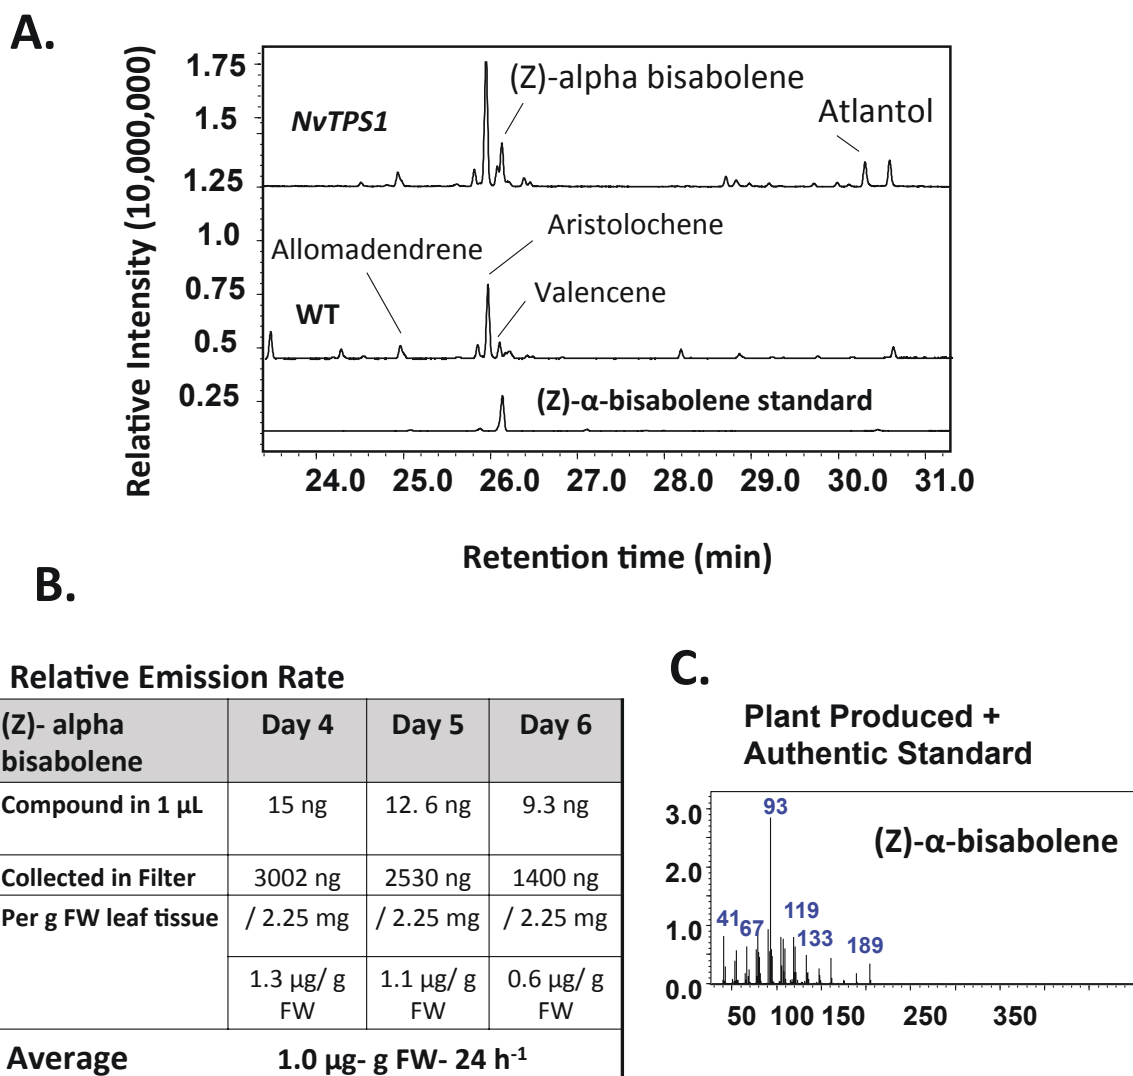 A.
Relative Intensity (10,000,000)
1.75
1.5
1.25
1.0
0.75
0.5
0.25
NvTPS1
(Z)-alpha bisabolene
Atlantol
Allomadendrene
Aristolochene
Valencene
WT
(Z)-α-bisabolene standard
24.0 25.0 26.0 27.0 28.0 29.0 30.0 31.0
Retention time (min)
B.
Relative Emission Rate
(Z)- alpha
bisabolene
Day 4 Day 5 Day 6
Compound in 1 µL 15 ng 12. 6 ng 9.3 ng
Collected in Filter 3002 ng 2530 ng 1400 ng
Per g FW leaf tissue / 2.25 mg / 2.25 mg / 2.25 mg
1.3 µg/ g
FW
1.1 µg/ g
FW
0.6 µg/ g
FW
Average 1.0 µg- g FW- 24 h⁻¹
C.
Plant Produced +
Authentic Standard
3.0
2.0
1.0
0.0
93
(Z)-α-bisabolene
41
67
119
133
189
50 100 150 250 350